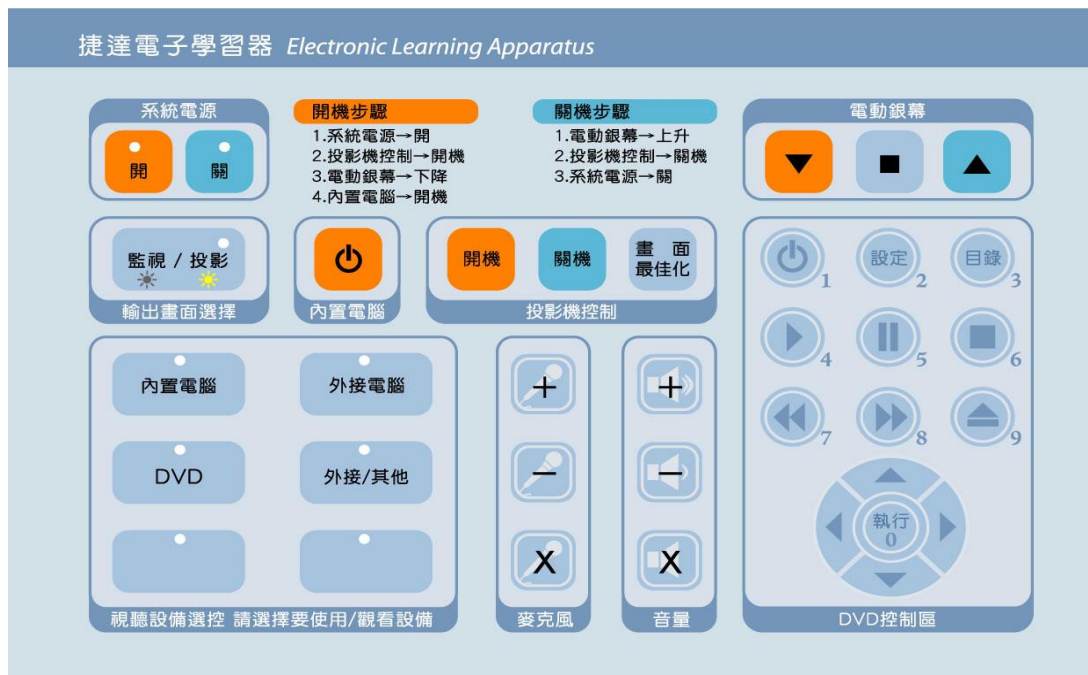 捷達電子學習器 Electronic Learning Apparatus
系統電源
開 關
開機步驟
1.系統電源→開
2.投影機控制→開機
3.電動銀幕→下降
4.內置電腦→開機
關機步驟
1.電動銀幕→上升
2.投影機控制→關機
3.系統電源→關
電動銀幕
監視 / 投影
輸出畫面選擇
內置電腦
開機 關機 畫 面
最佳化
投影機控制
內置電腦 外接電腦
DVD 外接/其他
視聽設備選控 請選擇要使用/觀看設備
+
−
X
麥克風
+
−
X
音量
1 設定 2 目錄 3
4 5 6
7 8 9
執行
0
DVD控制區